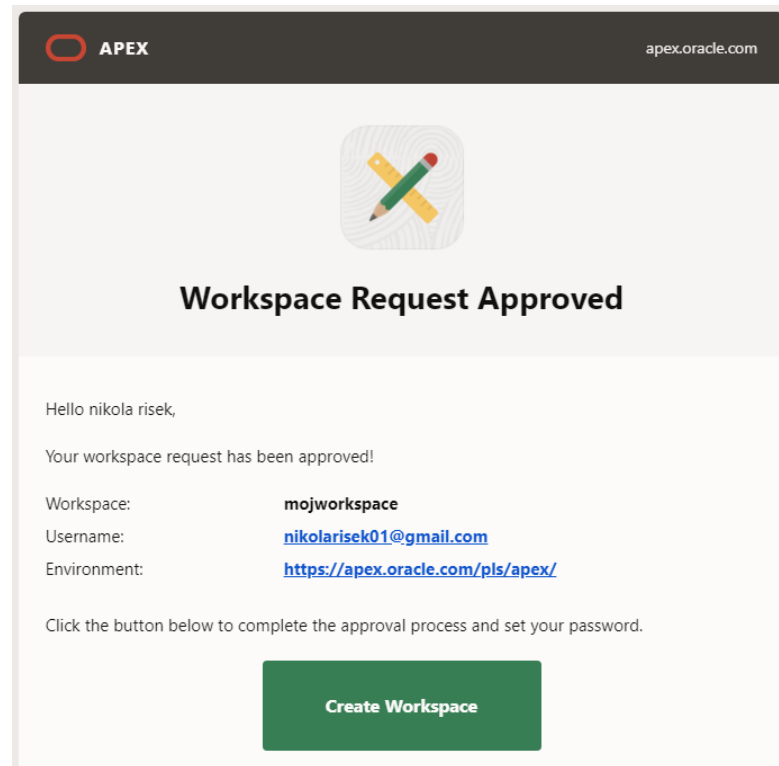 APEX
apex.oracle.com
Workspace Request Approved
Hello nikola risek,
Your workspace request has been approved!
Workspace: mojworkspace
Username: nikolarisek01@gmail.com
Environment: https://apex.oracle.com/pls/apex/
Click the button below to complete the approval process and set your password.
Create Workspace